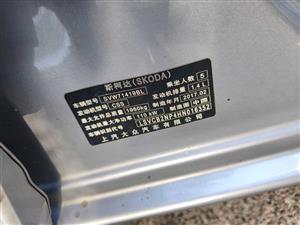 斯柯达(SKODA)
车辆型号 SVW71419BL 乘坐人数 5
发动机型号 CSS 发动机排量 1.4 L
最大允许总质量 1960kg 制造年月 2017.02
发动机最大净功率 110 kW 制造国 中国
车辆识别代号 LSVCB2NP4HN016352
上汽大众汽车有限公司